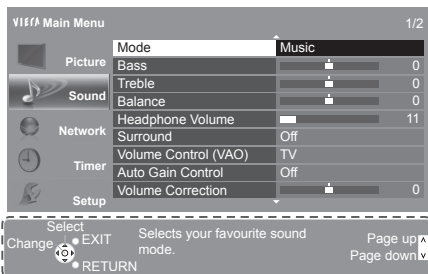 VIERA Main Menu 1/2
Picture
Sound
Network
Timer
Setup
Mode Music
Bass 0
Treble 0
Balance 0
Headphone Volume 11
Surround Off
Volume Control (VAO) TV
Auto Gain Control Off
Volume Correction 0
Select
Change
EXIT
RETURN
Selects your favourite sound
mode.
Page up
Page down